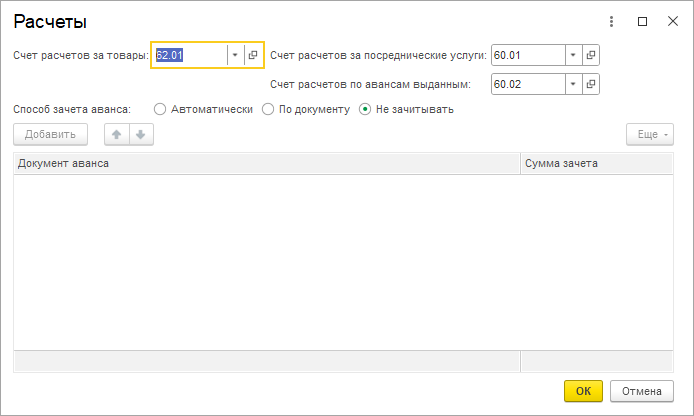 Расчеты
Счет расчетов за товары: 62.01 Счет расчетов за посреднические услуги: 60.01
Счет расчетов по авансам выданным: 60.02
Способ зачета аванса: Автоматически По документу Не зачитывать
Добавить Еще
Документ аванса Сумма зачета
ОК Отмена